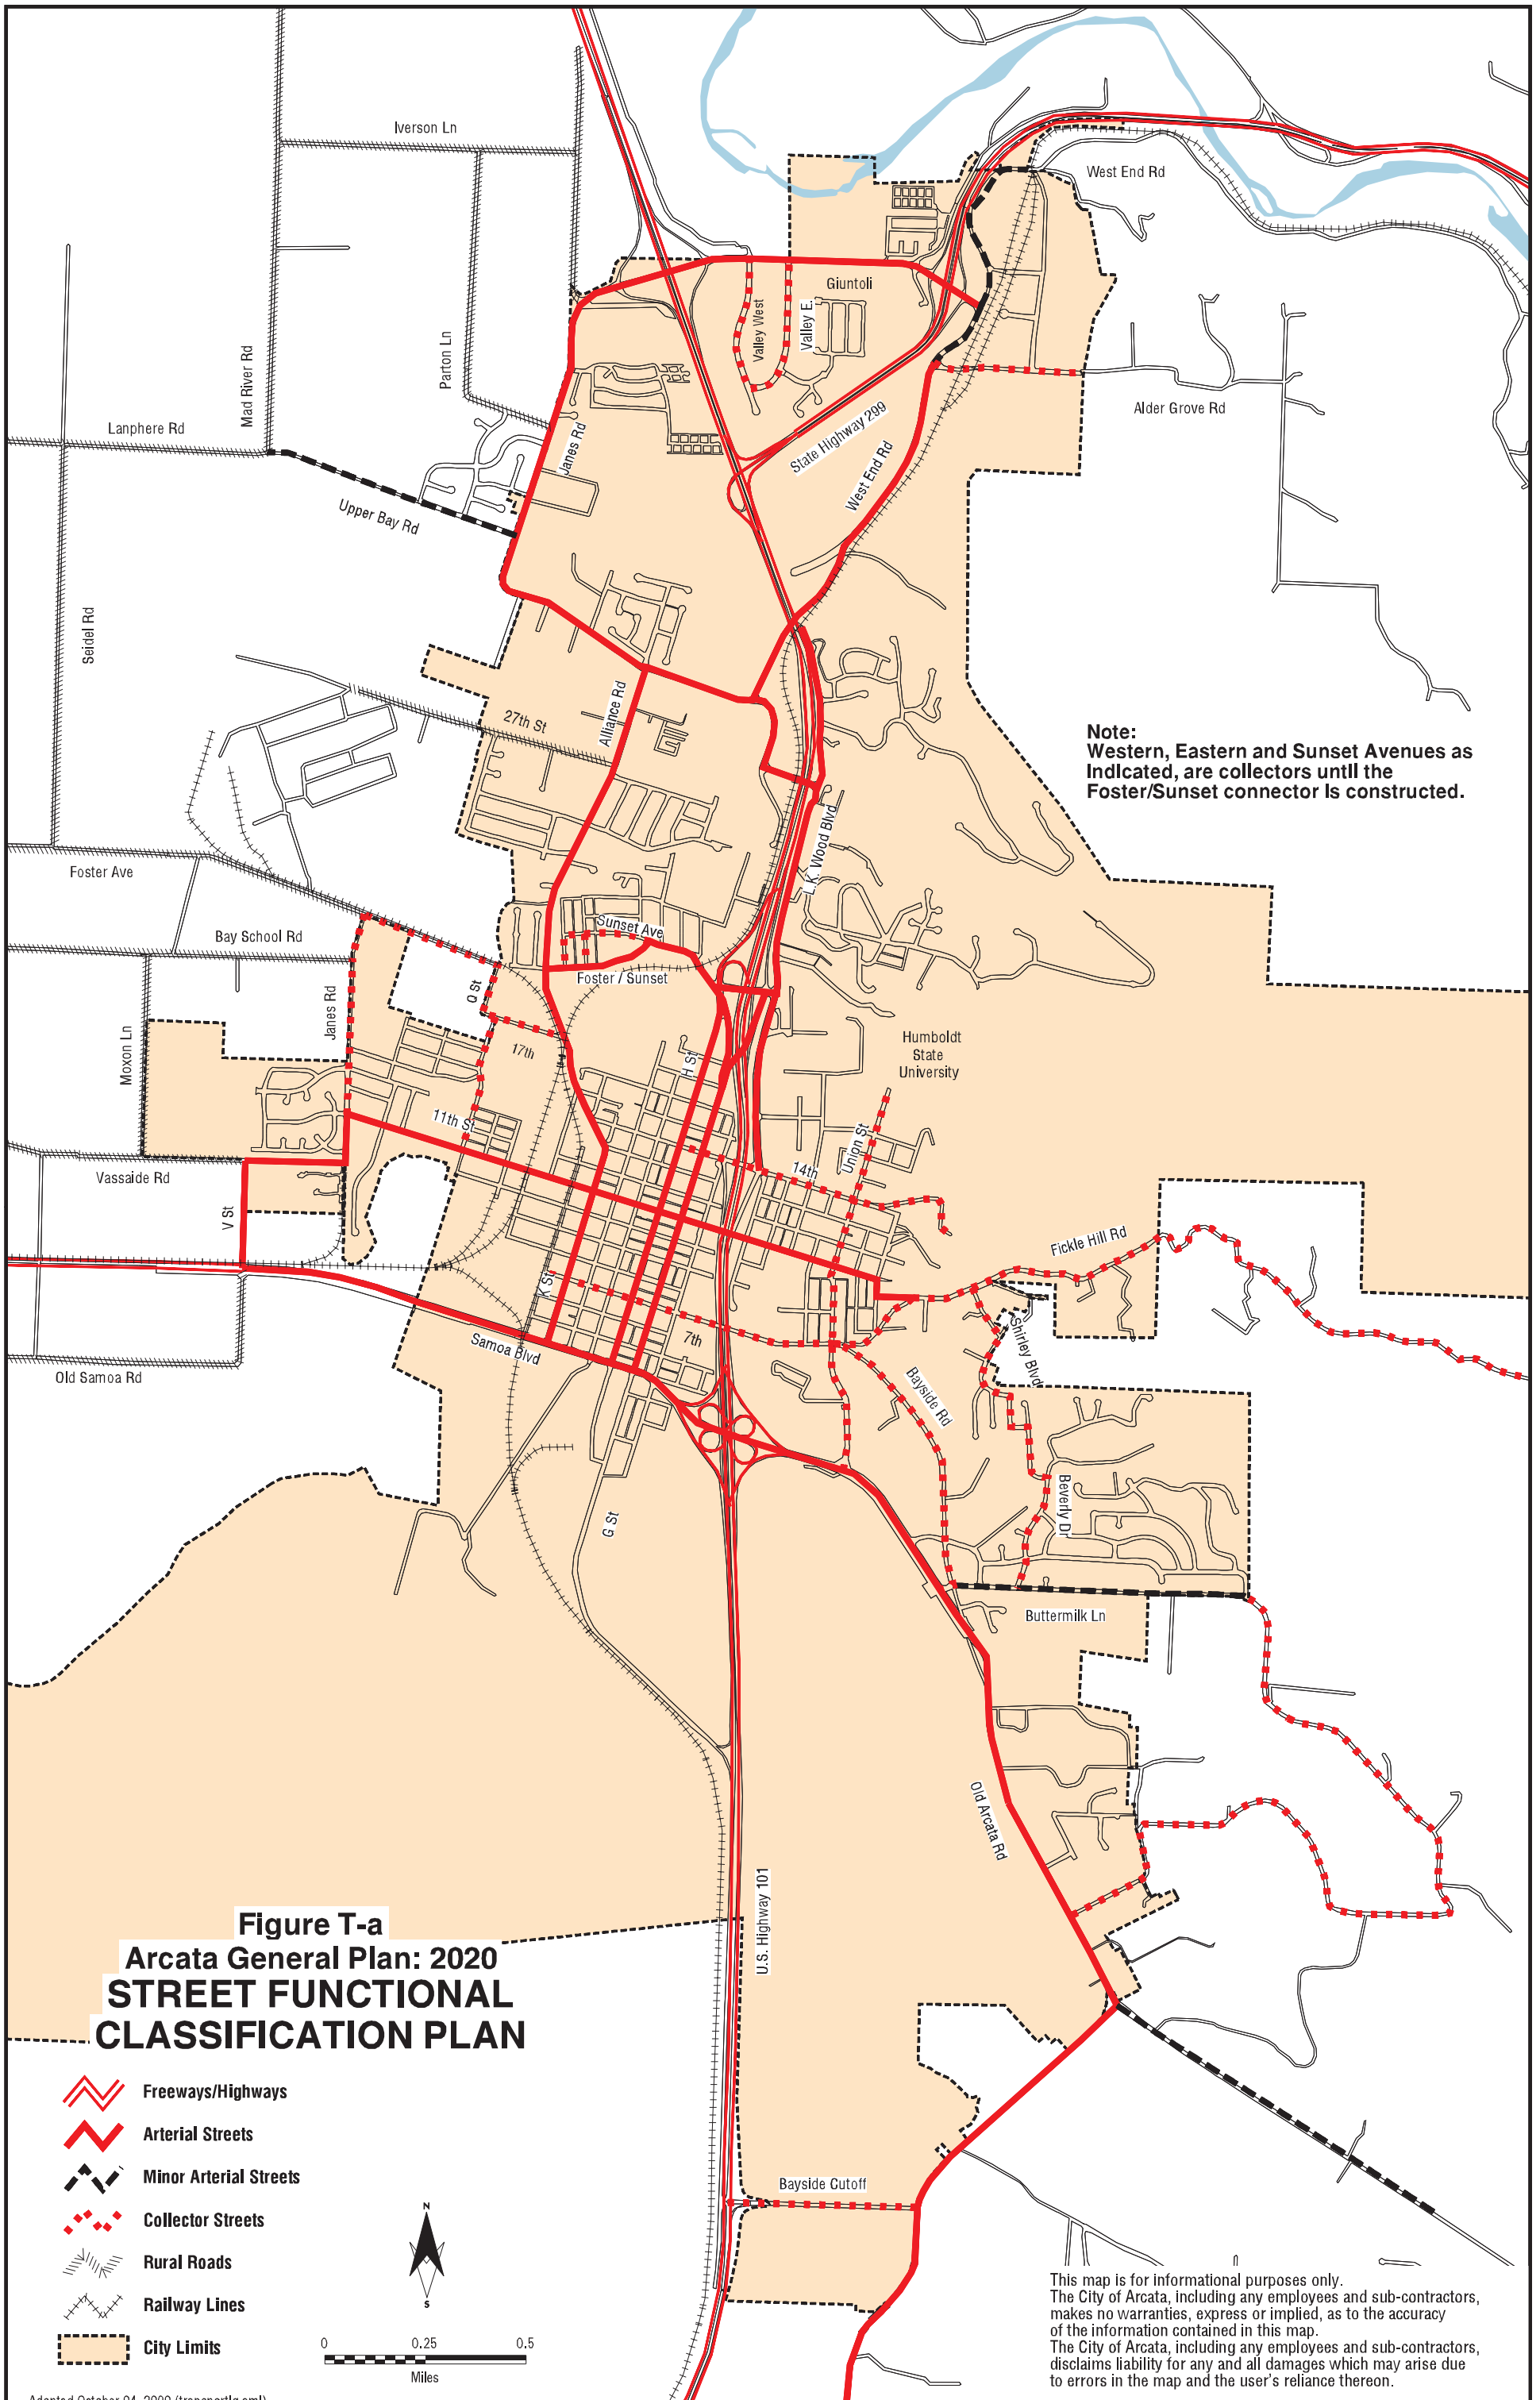 Iverson Ln
West End Rd
Giuntoli
Valley West
Valley E.
Mad River Rd
Parton Ln
Lanphere Rd
Janes Rd
State Highway 299
Alder Grove Rd
West End Rd
Upper Bay Rd
Seidel Rd
27th St
Alliance Rd
Note:
Western, Eastern and Sunset Avenues as
Indicated, are collectors until the
Foster/Sunset connector is constructed.
L.K. Wood Blvd
Foster Ave
Sunset Ave
Bay School Rd
Foster / Sunset
Q St
Janes Rd
Moxon Ln
17th
H St
Humboldt
State
University
11th St
Union St
14th
Vassaide Rd
V St
Fickle Hill Rd
K St
Samoa Blvd
7th
Shirley Blvd
Old Samoa Rd
Bayside Rd
Beverly Dr
G St
Buttermilk Ln
Old Arcata Rd
U.S. Highway 101
Figure T-a
Arcata General Plan: 2020
STREET FUNCTIONAL
CLASSIFICATION PLAN
Freeways/Highways
Arterial Streets
Minor Arterial Streets
Collector Streets
Rural Roads
Railway Lines
City Limits
N
S
0 0.25 0.5
Miles
Bayside Cutoff
This map is for informational purposes only.
The City of Arcata, including any employees and sub-contractors,
makes no warranties, express or implied, as to the accuracy
of the information contained in this map.
The City of Arcata, including any employees and sub-contractors,
disclaims liability for any and all damages which may arise due
to errors in the map and the user's reliance thereon.